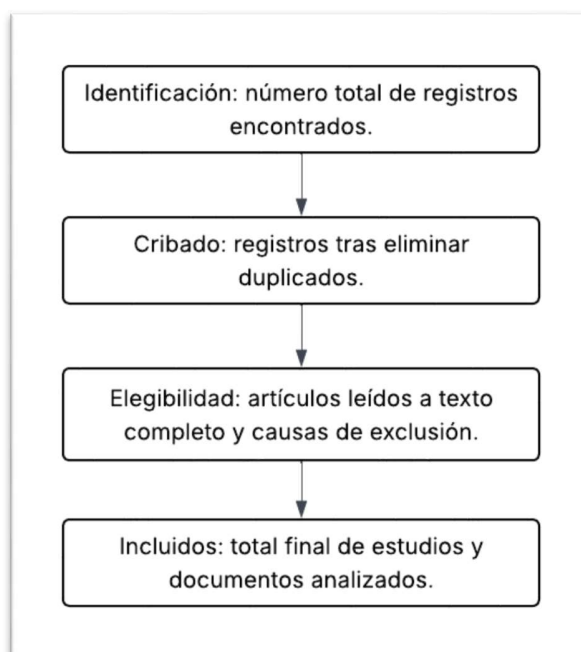 Identificación: número total de registros
encontrados.
Cribado: registros tras eliminar
duplicados.
Elegibilidad: artículos leídos a texto
completo y causas de exclusión.
Incluidos: total final de estudios y
documentos analizados.